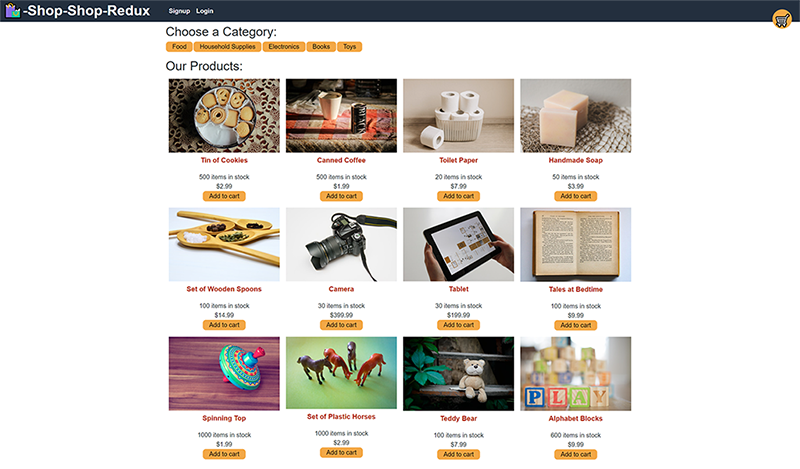 -Shop-Shop-Redux Signup Login
Choose a Category:
Food Household Supplies Electronics Books Toys
Our Products:
Tin of Cookies Canned Coffee Toilet Paper Handmade Soap
500 items in stock 500 items in stock 20 items in stock 50 items in stock
$2.99 $1.99 $7.99 $3.99
Add to cart Add to cart Add to cart Add to cart
Set of Wooden Spoons Camera Tablet Tales at Bedtime
100 items in stock 30 items in stock 30 items in stock 100 items in stock
$14.99 $399.99 $199.99 $9.99
Add to cart Add to cart Add to cart Add to cart
PLAY
Spinning Top Set of Plastic Horses Teddy Bear Alphabet Blocks
1000 items in stock 1000 items in stock 100 items in stock 600 items in stock
$1.99 $2.99 $7.99 $9.99
Add to cart Add to cart Add to cart Add to cart